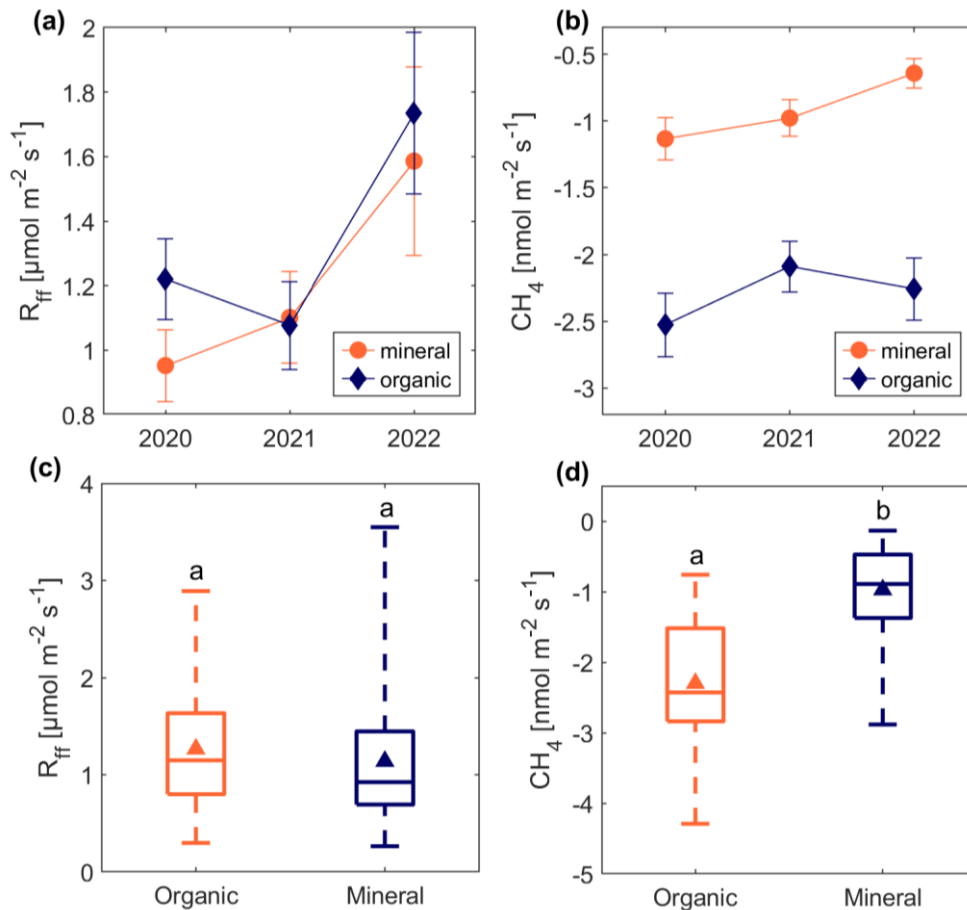 (a)
R_ff [µmol m^-2 s^-1]
2
1.8
1.6
1.4
1.2
1
0.8
2020 2021 2022
mineral
organic
(b)
CH_4 [nmol m^-2 s^-1]
-0.5
-1
-1.5
-2
-2.5
-3
2020 2021 2022
mineral
organic
(c)
R_ff [µmol m^-2 s^-1]
4
3
2
1
0
a
a
Organic Mineral
(d)
CH_4 [nmol m^-2 s^-1]
0
-1
-2
-3
-4
-5
a
b
Organic Mineral